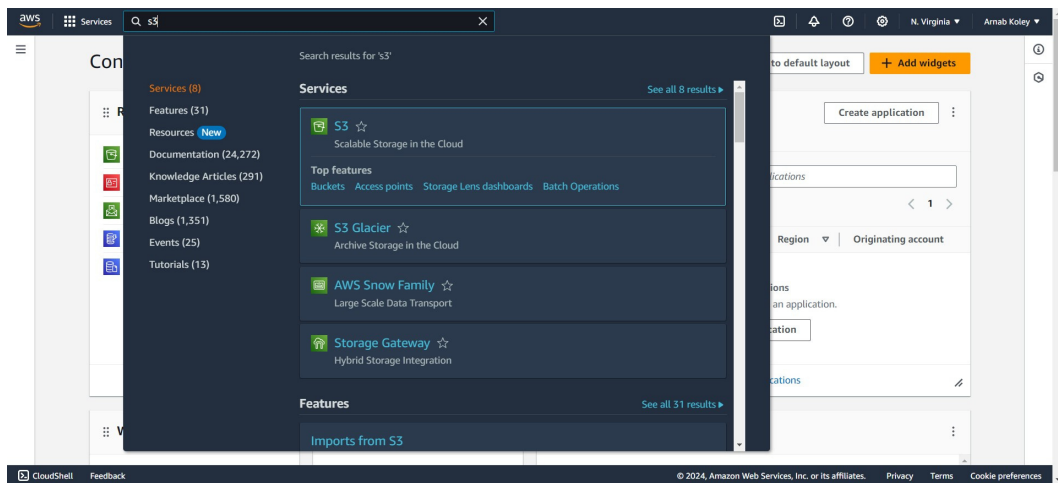 aws
Services
s3
N. Virginia ▼
Arnab Koley ▼
Con
to default layout
+ Add widgets
Search results for 's3'
Services (8)
Features (31)
Resources New
Documentation (24,272)
Knowledge Articles (291)
Marketplace (1,580)
Blogs (1,351)
Events (25)
Tutorials (13)
Services
See all 8 results ▶
S3
Scalable Storage in the Cloud
Top features
Buckets Access points Storage Lens dashboards Batch Operations
S3 Glacier
Archive Storage in the Cloud
AWS Snow Family
Large Scale Data Transport
Storage Gateway
Hybrid Storage Integration
Features
See all 31 results ▶
Imports from S3
R
Create application
lications
1
Region
Originating account
ions
an application.
cation
cations
W
CloudShell Feedback
© 2024, Amazon Web Services, Inc. or its affiliates. Privacy Terms Cookie preferences